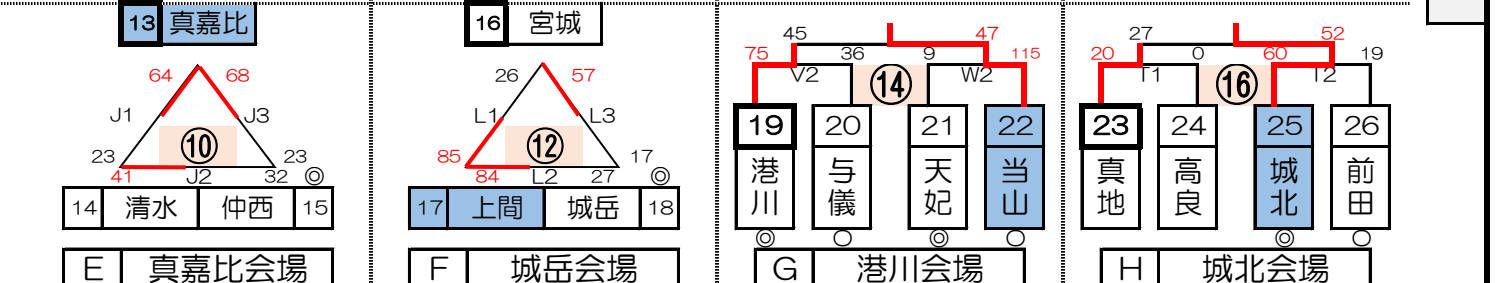 13 真嘉比
64 68
J1 J3
⑩
23 23
41 J2 32 ◎
14 清水 仲西 15
E 真嘉比会場
16 宮城
26 57
L1 L3
⑫
85 17
84 L2 27 ◎
17 上間 城岳 18
F 城岳会場
45 47
75 36 9 115
V2 W2
⑭
19 20 21 22
港川 与儀 天妃 当山
◎ ○ ◎ ○
G 港川会場
27 52
20 0 60 19
T1 T2
⑯
23 24 25 26
真地 高良 城北 前田
◎ ○
H 城北会場